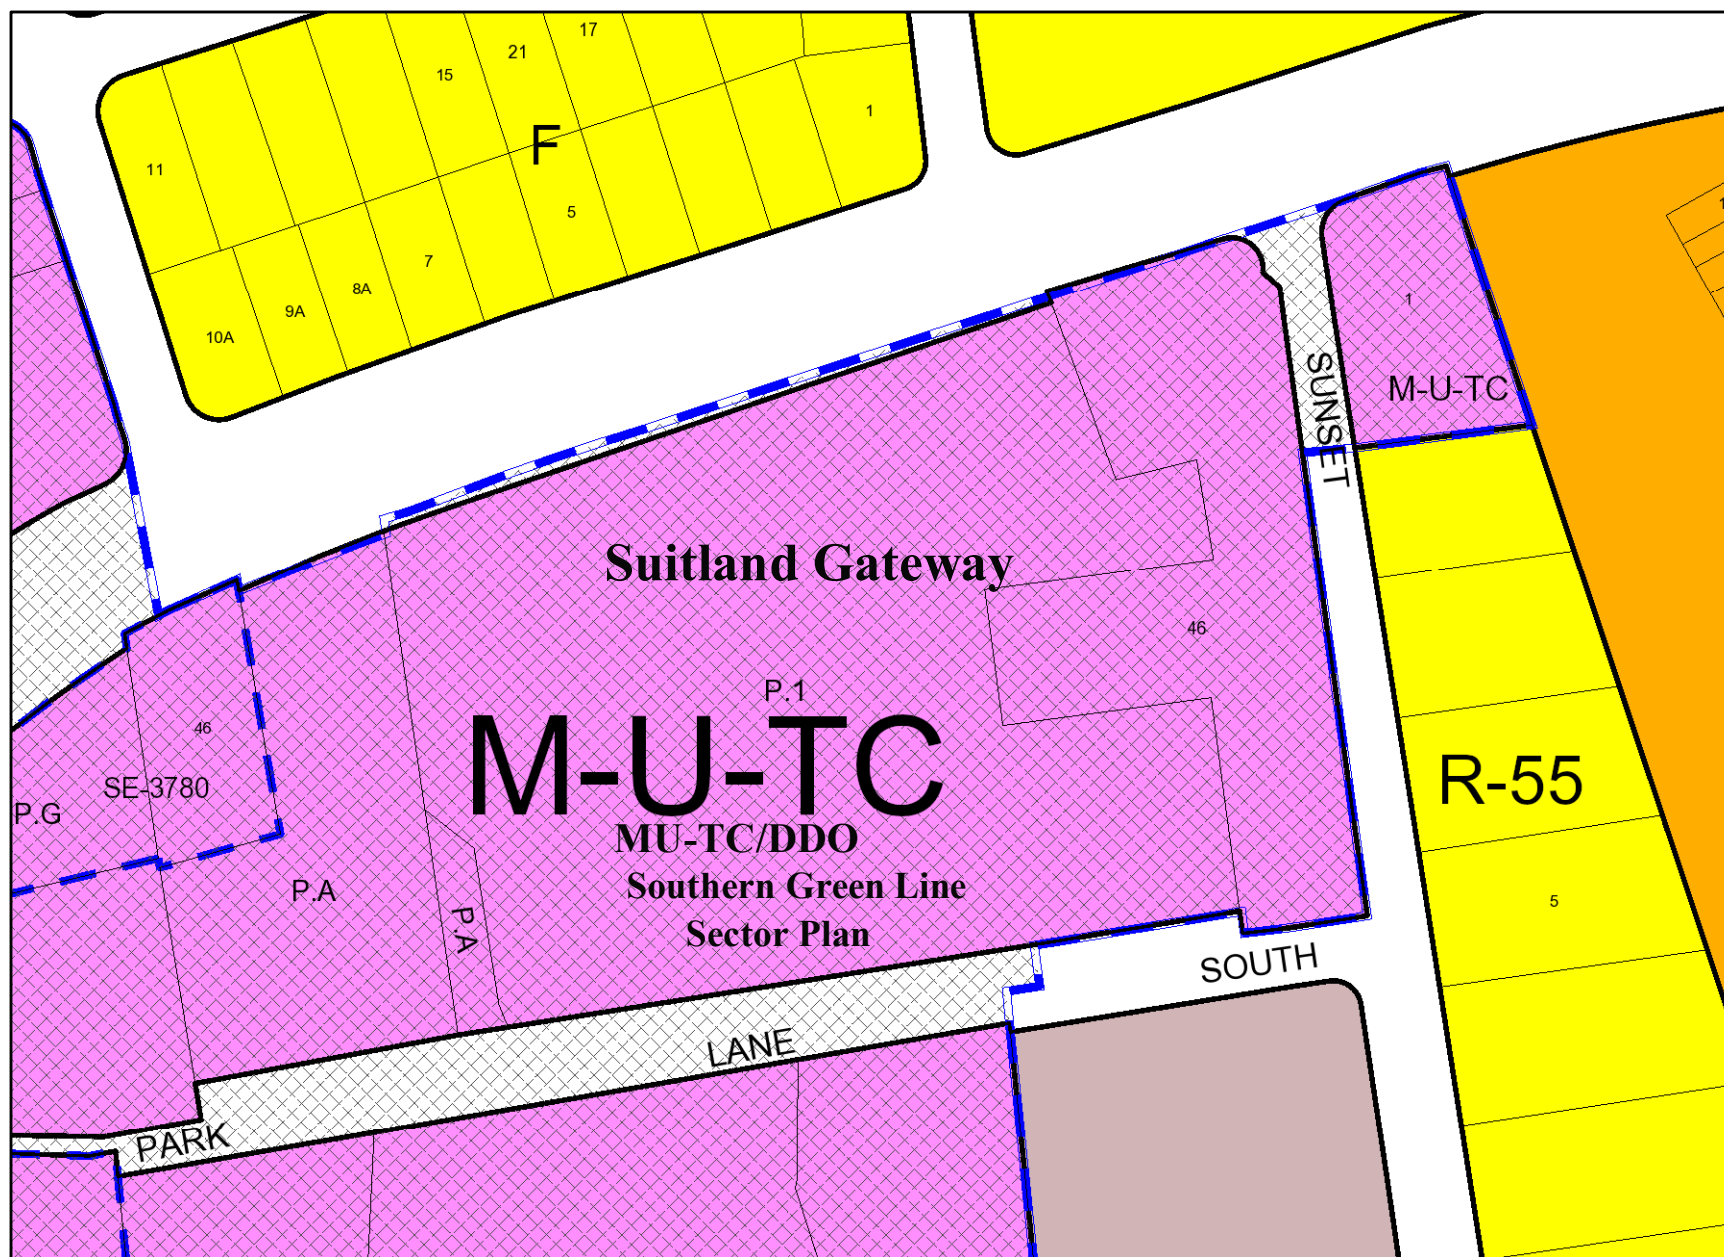 17
21
15
F
1
11
5
7
8A
9A
10A
1
SUNSET
M-U-TC
Suitland Gateway
46
P.1
46
M-U-TC
R-55
SE-3780
P.G
MU-TC/DDO
P.A
Southern Green Line
5
P.A
Sector Plan
SOUTH
LANE
PARK